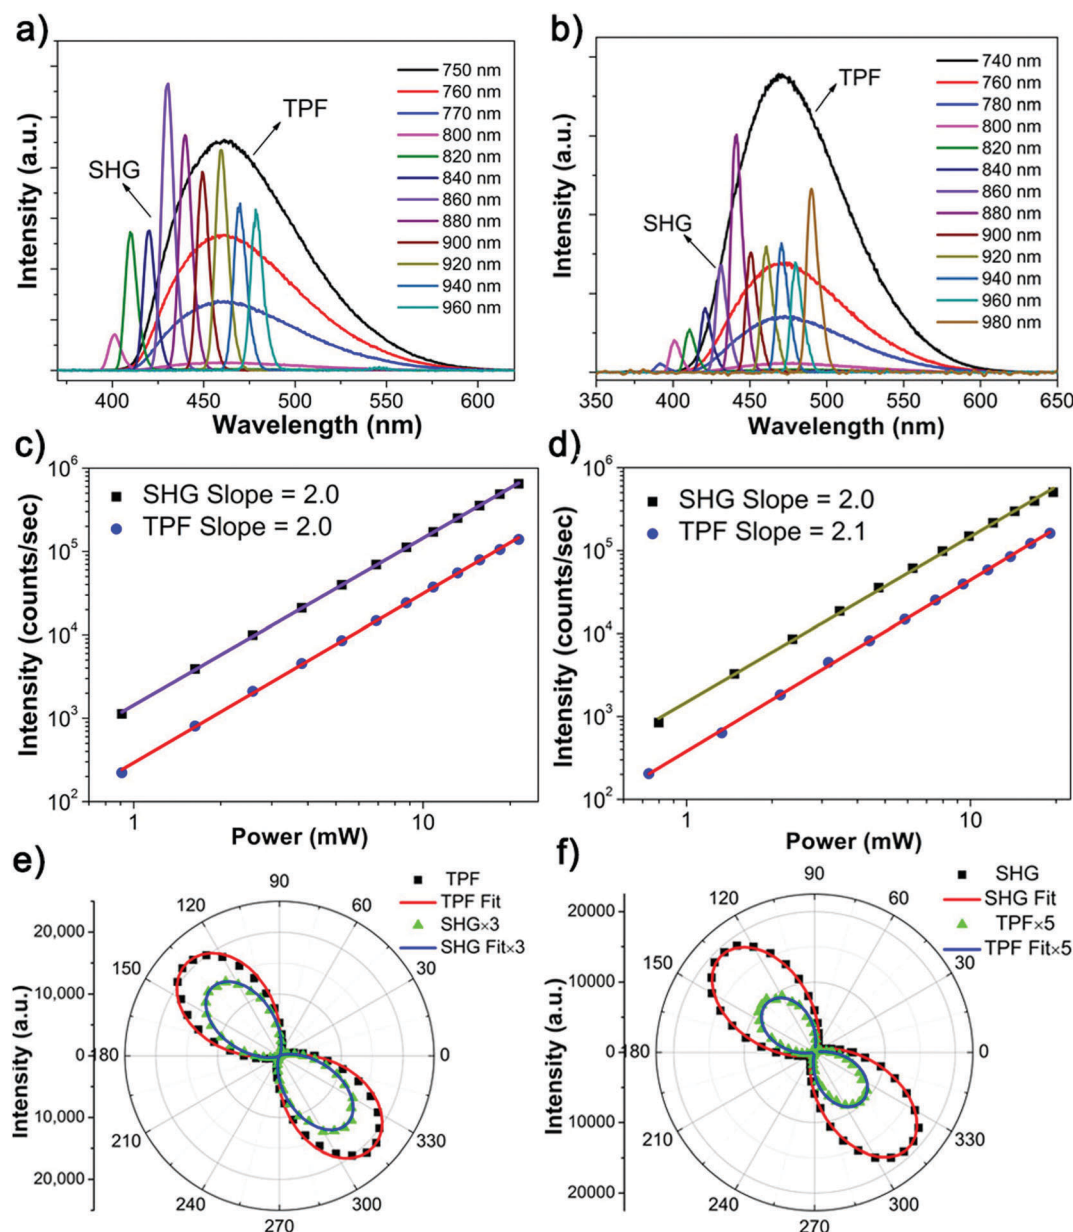 a)
Intensity (a.u.)
SHG
TPF
750 nm
760 nm
770 nm
800 nm
820 nm
840 nm
860 nm
880 nm
900 nm
920 nm
940 nm
960 nm
400 450 500 550 600
Wavelength (nm)
b)
Intensity (a.u.)
SHG
TPF
740 nm
760 nm
780 nm
800 nm
820 nm
840 nm
860 nm
880 nm
900 nm
920 nm
940 nm
960 nm
980 nm
350 400 450 500 550 600 650
Wavelength (nm)
c)
Intensity (counts/sec)
10^6
10^5
10^4
10^3
10^2
SHG Slope = 2.0
TPF Slope = 2.0
1 10
Power (mW)
d)
Intensity (counts/sec)
10^6
10^5
10^4
10^3
10^2
SHG Slope = 2.0
TPF Slope = 2.1
1 10
Power (mW)
e)
Intensity (a.u.)
20,000
10,000
0
10,000
20,000
90
120 60
150 30
180 0
210 330
240 300
270
TPF
TPF Fit
SHG×3
SHG Fit×3
f)
Intensity (a.u.)
20000
10000
0
10000
20000
90
120 60
150 30
180 0
210 330
240 300
270
SHG
SHG Fit
TPF×5
TPF Fit×5